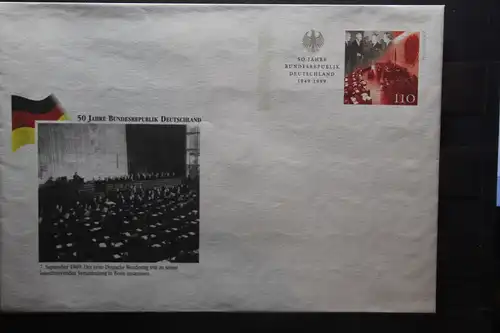 50 JAHRE
BUNDESREPUBLIK
DEUTSCHLAND
1949-1999
110
50 JAHRE BUNDESREPUBLIK DEUTSCHLAND
7. September 1949: Der erste Deutsche Bundestag tritt zu seiner
konstituierenden Sitzung in Bonn zusammen.